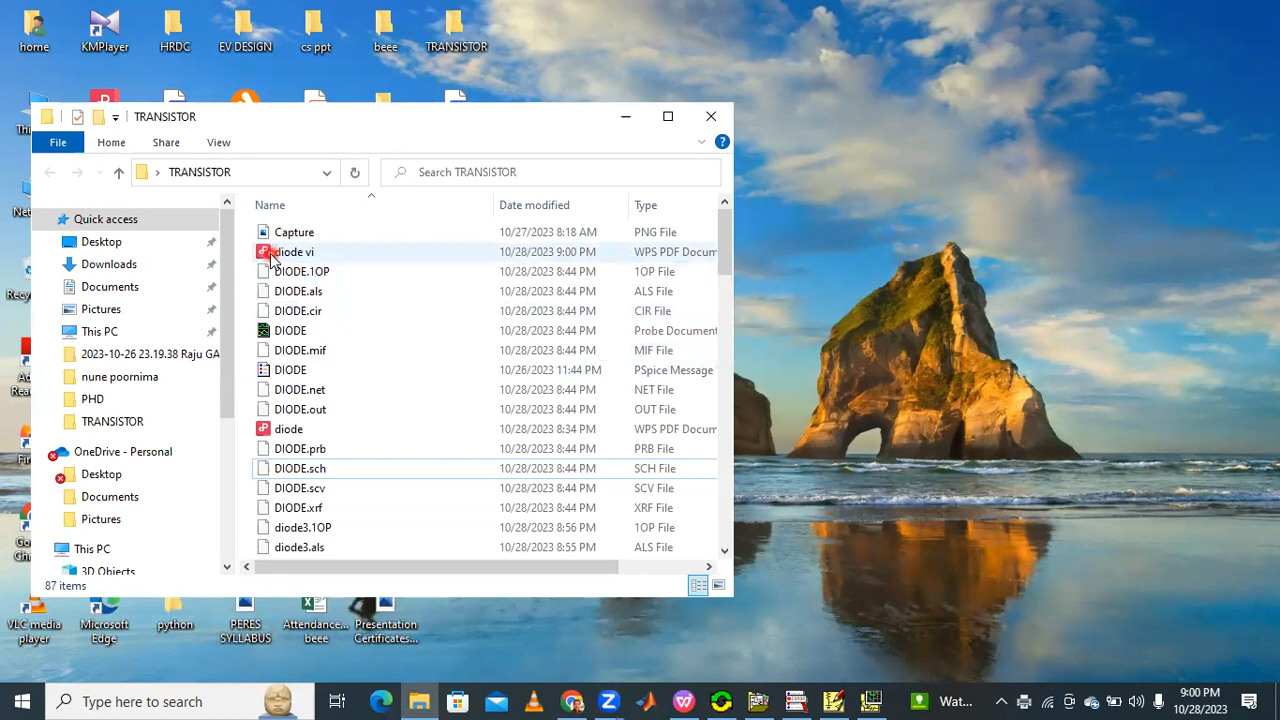 home
KMPlayer
HRDC
EV DESIGN
cs ppt
beee
TRANSISTOR
TRANSISTOR
File
Home
Share
View
TRANSISTOR
Search TRANSISTOR
Name
Date modified
Type
Quick access
Desktop
Downloads
Documents
Pictures
This PC
2023-10-26 23.19.38 Raju GA
nune poornima
PHD
TRANSISTOR
OneDrive - Personal
Desktop
Documents
Pictures
This PC
3D Objects
Capture 10/27/2023 8:18 AM PNG File
diode vi 10/28/2023 9:00 PM WPS PDF Docum
DIODE.1OP 10/28/2023 8:44 PM 1OP File
DIODE.als 10/28/2023 8:44 PM ALS File
DIODE.cir 10/28/2023 8:44 PM CIR File
DIODE 10/28/2023 8:44 PM Probe Document
DIODE.mif 10/28/2023 8:44 PM MIF File
DIODE 10/26/2023 11:44 PM PSpice Message
DIODE.net 10/28/2023 8:44 PM NET File
DIODE.out 10/28/2023 8:44 PM OUT File
diode 10/28/2023 8:34 PM WPS PDF Docum
DIODE.prb 10/28/2023 8:44 PM PRB File
DIODE.sch 10/28/2023 8:44 PM SCH File
DIODE.scv 10/28/2023 8:44 PM SCV File
DIODE.xrf 10/28/2023 8:44 PM XRF File
diode3.1OP 10/28/2023 8:56 PM 1OP File
diode3.als 10/28/2023 8:55 PM ALS File
87 items
VLC media player
Microsoft Edge
python
PERES SYLLABUS
Attendance... beee
Presentation Certificates...
Type here to search
Wat...
9:00 PM
10/28/2023